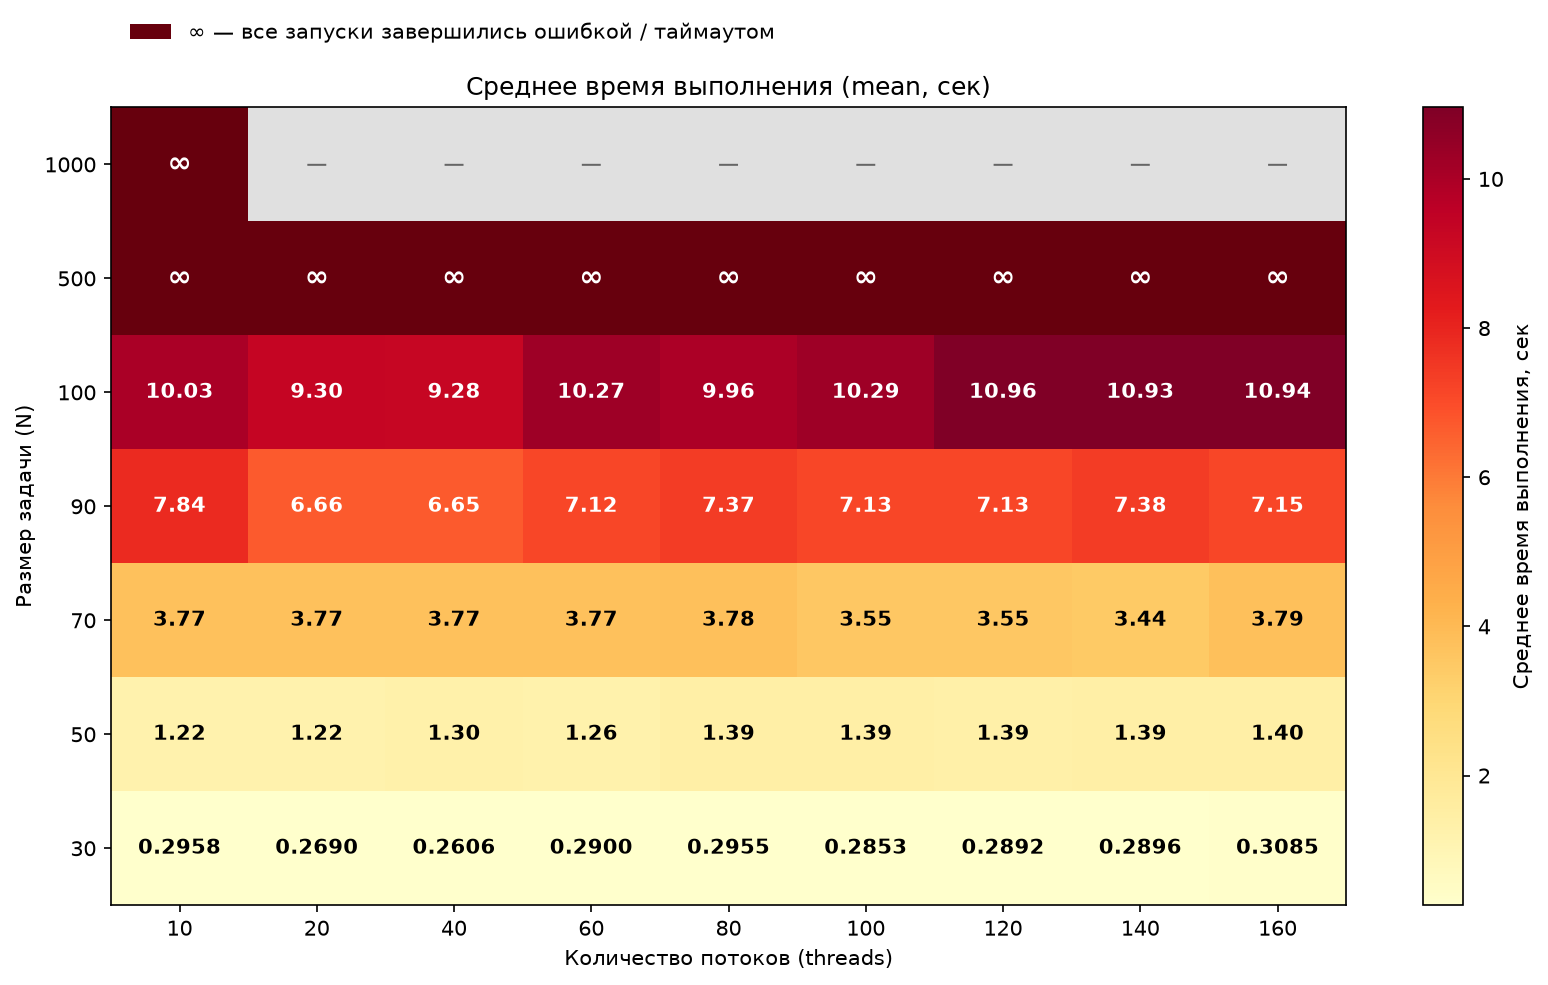 ∞ — все запуски завершились ошибкой / таймаутом
Среднее время выполнения (mean, сек)
1000 ∞ — — — — — — — —
500 ∞ ∞ ∞ ∞ ∞ ∞ ∞ ∞ ∞
100 10.03 9.30 9.28 10.27 9.96 10.29 10.96 10.93 10.94
90 7.84 6.66 6.65 7.12 7.37 7.13 7.13 7.38 7.15
70 3.77 3.77 3.77 3.77 3.78 3.55 3.55 3.44 3.79
50 1.22 1.22 1.30 1.26 1.39 1.39 1.39 1.39 1.40
30 0.2958 0.2690 0.2606 0.2900 0.2955 0.2853 0.2892 0.2896 0.3085
10 20 40 60 80 100 120 140 160
Количество потоков (threads)
Размер задачи (N)
10
8
6
4
2
Среднее время выполнения, сек